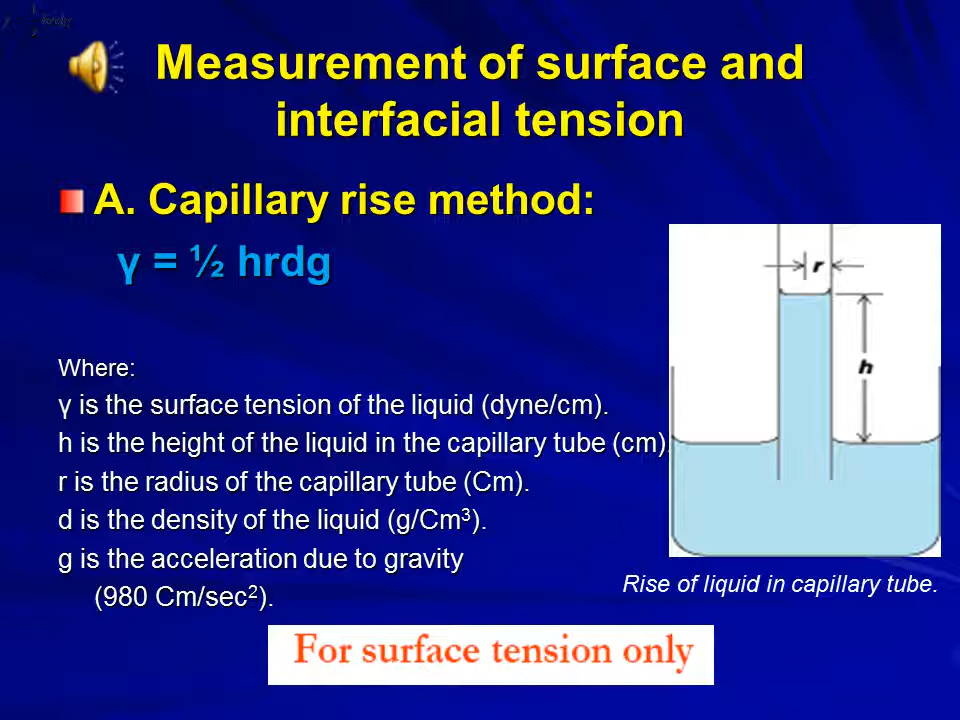 Measurement of surface and
interfacial tension
A. Capillary rise method:
γ = ½ hrdg
Where:
γ is the surface tension of the liquid (dyne/cm).
h is the height of the liquid in the capillary tube (cm).
r is the radius of the capillary tube (Cm).
d is the density of the liquid (g/Cm³).
g is the acceleration due to gravity
(980 Cm/sec²).
r
h
Rise of liquid in capillary tube.
For surface tension only